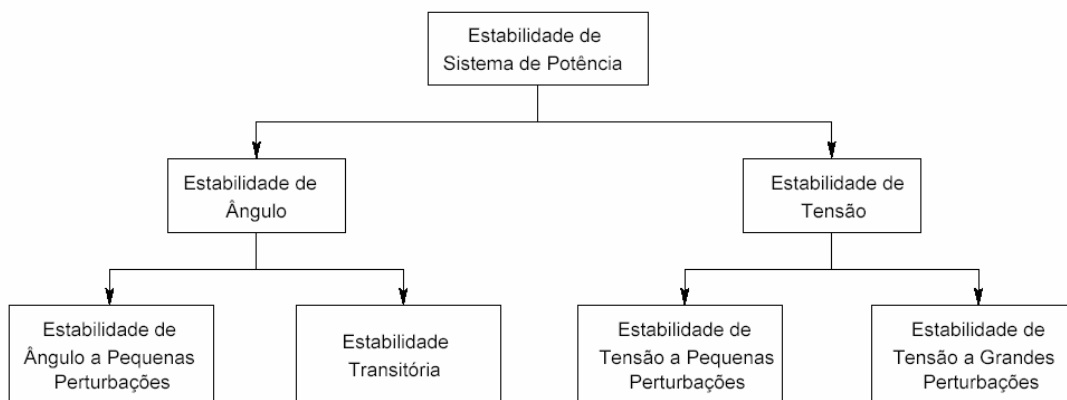 Estabilidade de
Sistema de Potência
Estabilidade de
Ângulo
Estabilidade de
Tensão
Estabilidade de
Ângulo a Pequenas
Perturbações
Estabilidade
Transitória
Estabilidade de
Tensão a Pequenas
Perturbações
Estabilidade de
Tensão a Grandes
Perturbações